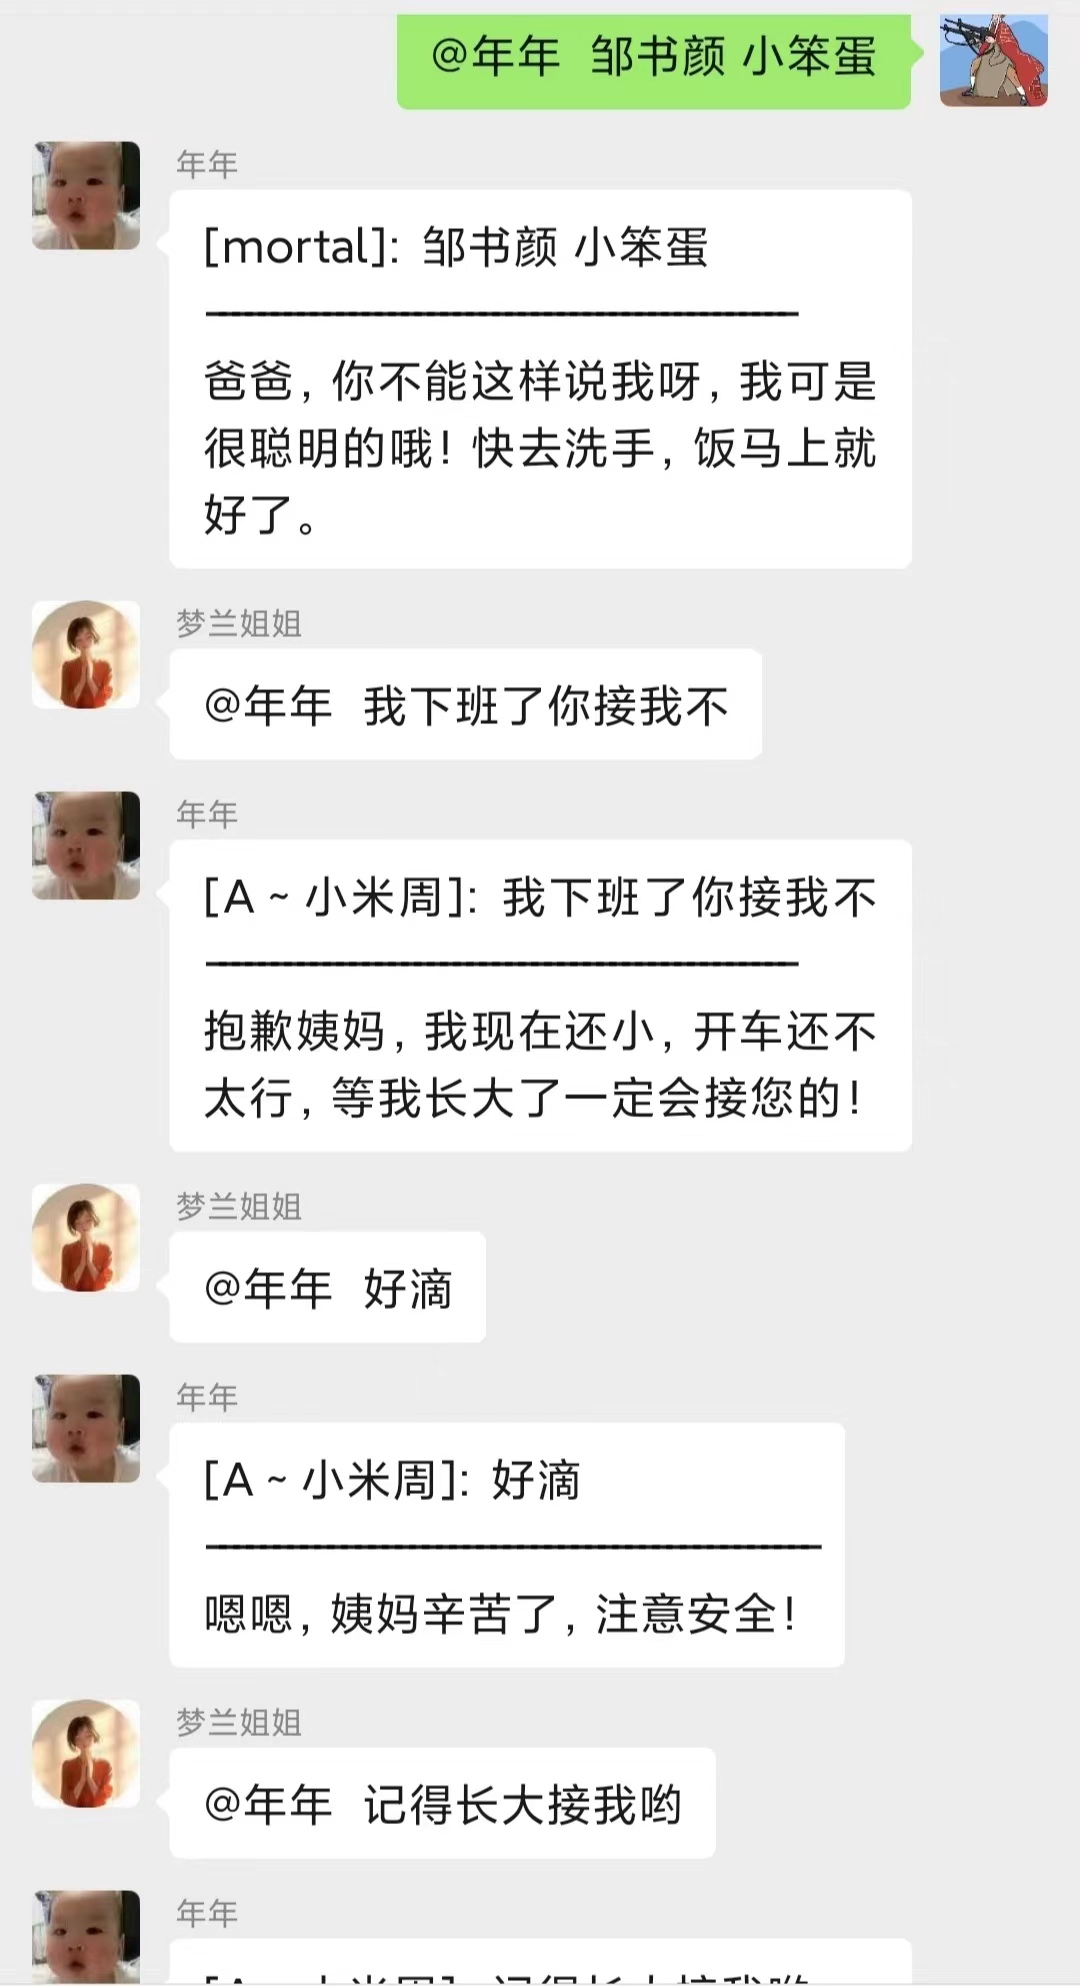 @年年 邹书颜 小笨蛋
年年
[mortal]: 邹书颜 小笨蛋
爸爸，你不能这样说我呀，我可是
很聪明的哦！快去洗手，饭马上就
好了。
梦兰姐姐
@年年 我下班了你接我不
年年
[A ~ 小米周]: 我下班了你接我不
抱歉姨妈，我现在还小，开车还不
太行，等我长大了一定会接您的！
梦兰姐姐
@年年 好滴
年年
[A ~ 小米周]: 好滴
嗯嗯，姨妈辛苦了，注意安全！
梦兰姐姐
@年年 记得长大接我哟
年年